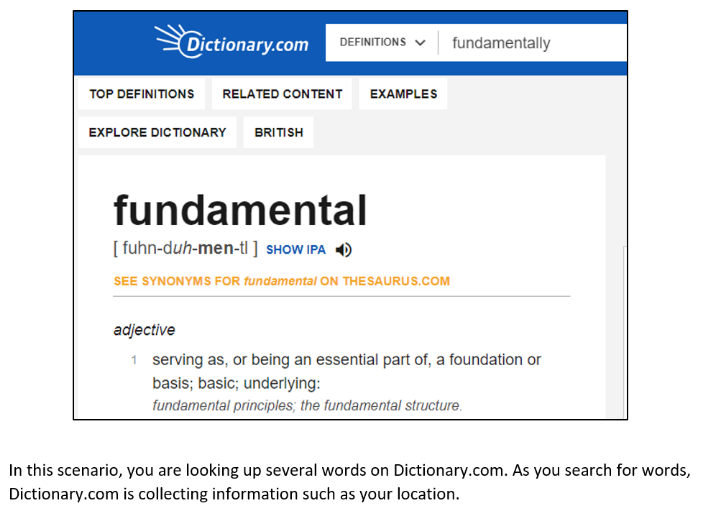 Dictionary.com DEFINITIONS fundamentally
TOP DEFINITIONS RELATED CONTENT EXAMPLES
EXPLORE DICTIONARY BRITISH
fundamental
[ fuhn-duh-men-tl ] SHOW IPA
SEE SYNONYMS FOR fundamental ON THESAURUS.COM
adjective
1 serving as, or being an essential part of, a foundation or
basis; basic; underlying:
fundamental principles; the fundamental structure.
In this scenario, you are looking up several words on Dictionary.com. As you search for words,
Dictionary.com is collecting information such as your location.